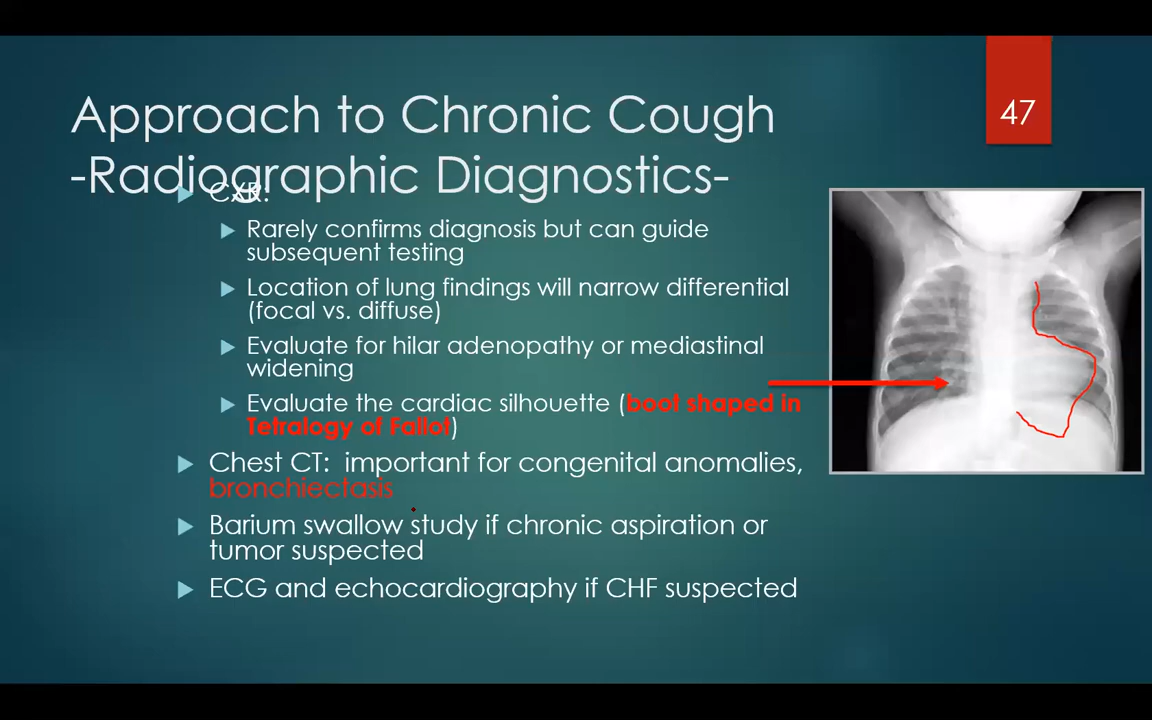 47
Approach to Chronic Cough
-Radiographic Diagnostics-
CxR:
Rarely confirms diagnosis but can guide
subsequent testing
Location of lung findings will narrow differential
(focal vs. diffuse)
Evaluate for hilar adenopathy or mediastinal
widening
Evaluate the cardiac silhouette (boot shaped in
Tetralogy of Fallot)
Chest CT: important for congenital anomalies,
bronchiectasis
Barium swallow study if chronic aspiration or
tumor suspected
ECG and echocardiography if CHF suspected